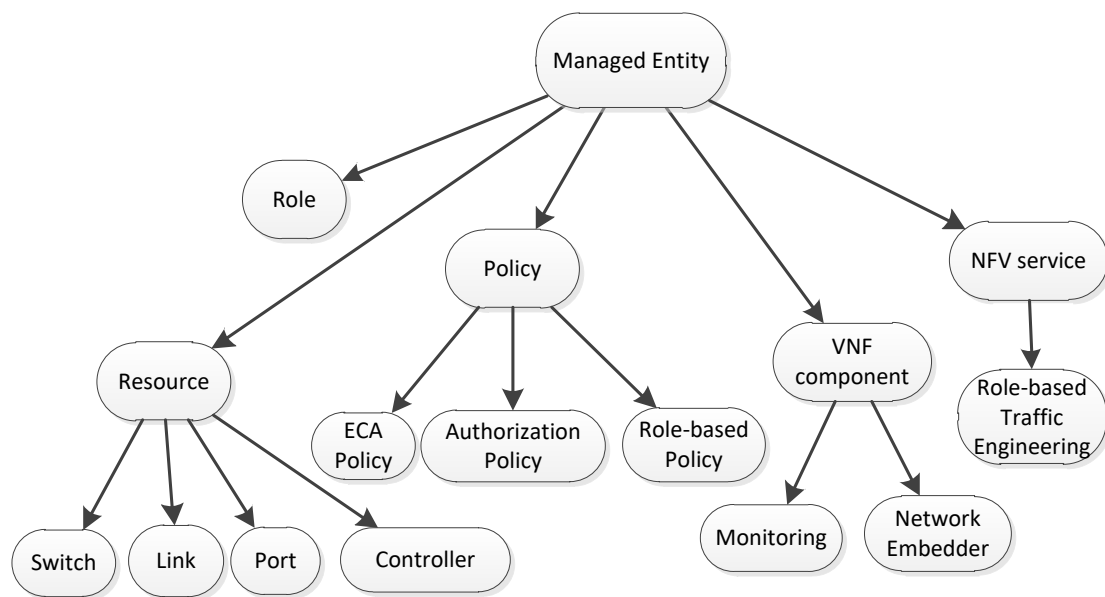 Managed Entity
Role
Policy
NFV service
VNF
component
Resource
Role-based
Traffic
Engineering
ECA
Policy
Authorization
Policy
Role-based
Policy
Monitoring
Network
Embedder
Switch
Link
Port
Controller